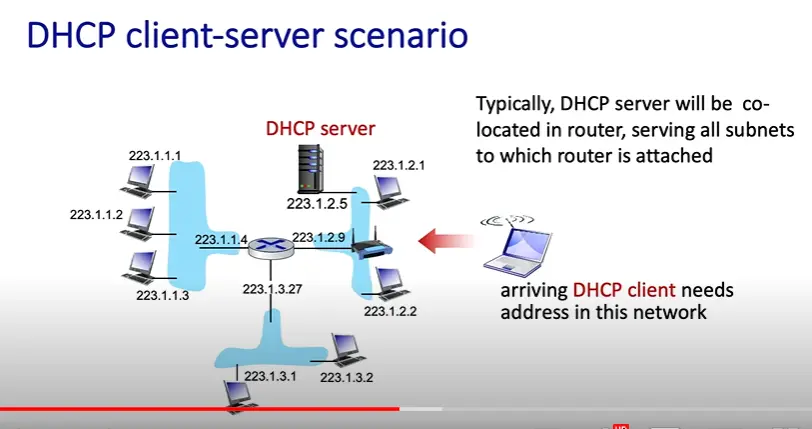 DHCP client-server scenario
Typically, DHCP server will be co-
located in router, serving all subnets
to which router is attached
DHCP server
223.1.1.1
223.1.2.1
223.1.2.5
223.1.1.2
223.1.1.4
223.1.2.9
223.1.1.3
223.1.3.27
223.1.2.2
arriving DHCP client needs
address in this network
223.1.3.1
223.1.3.2